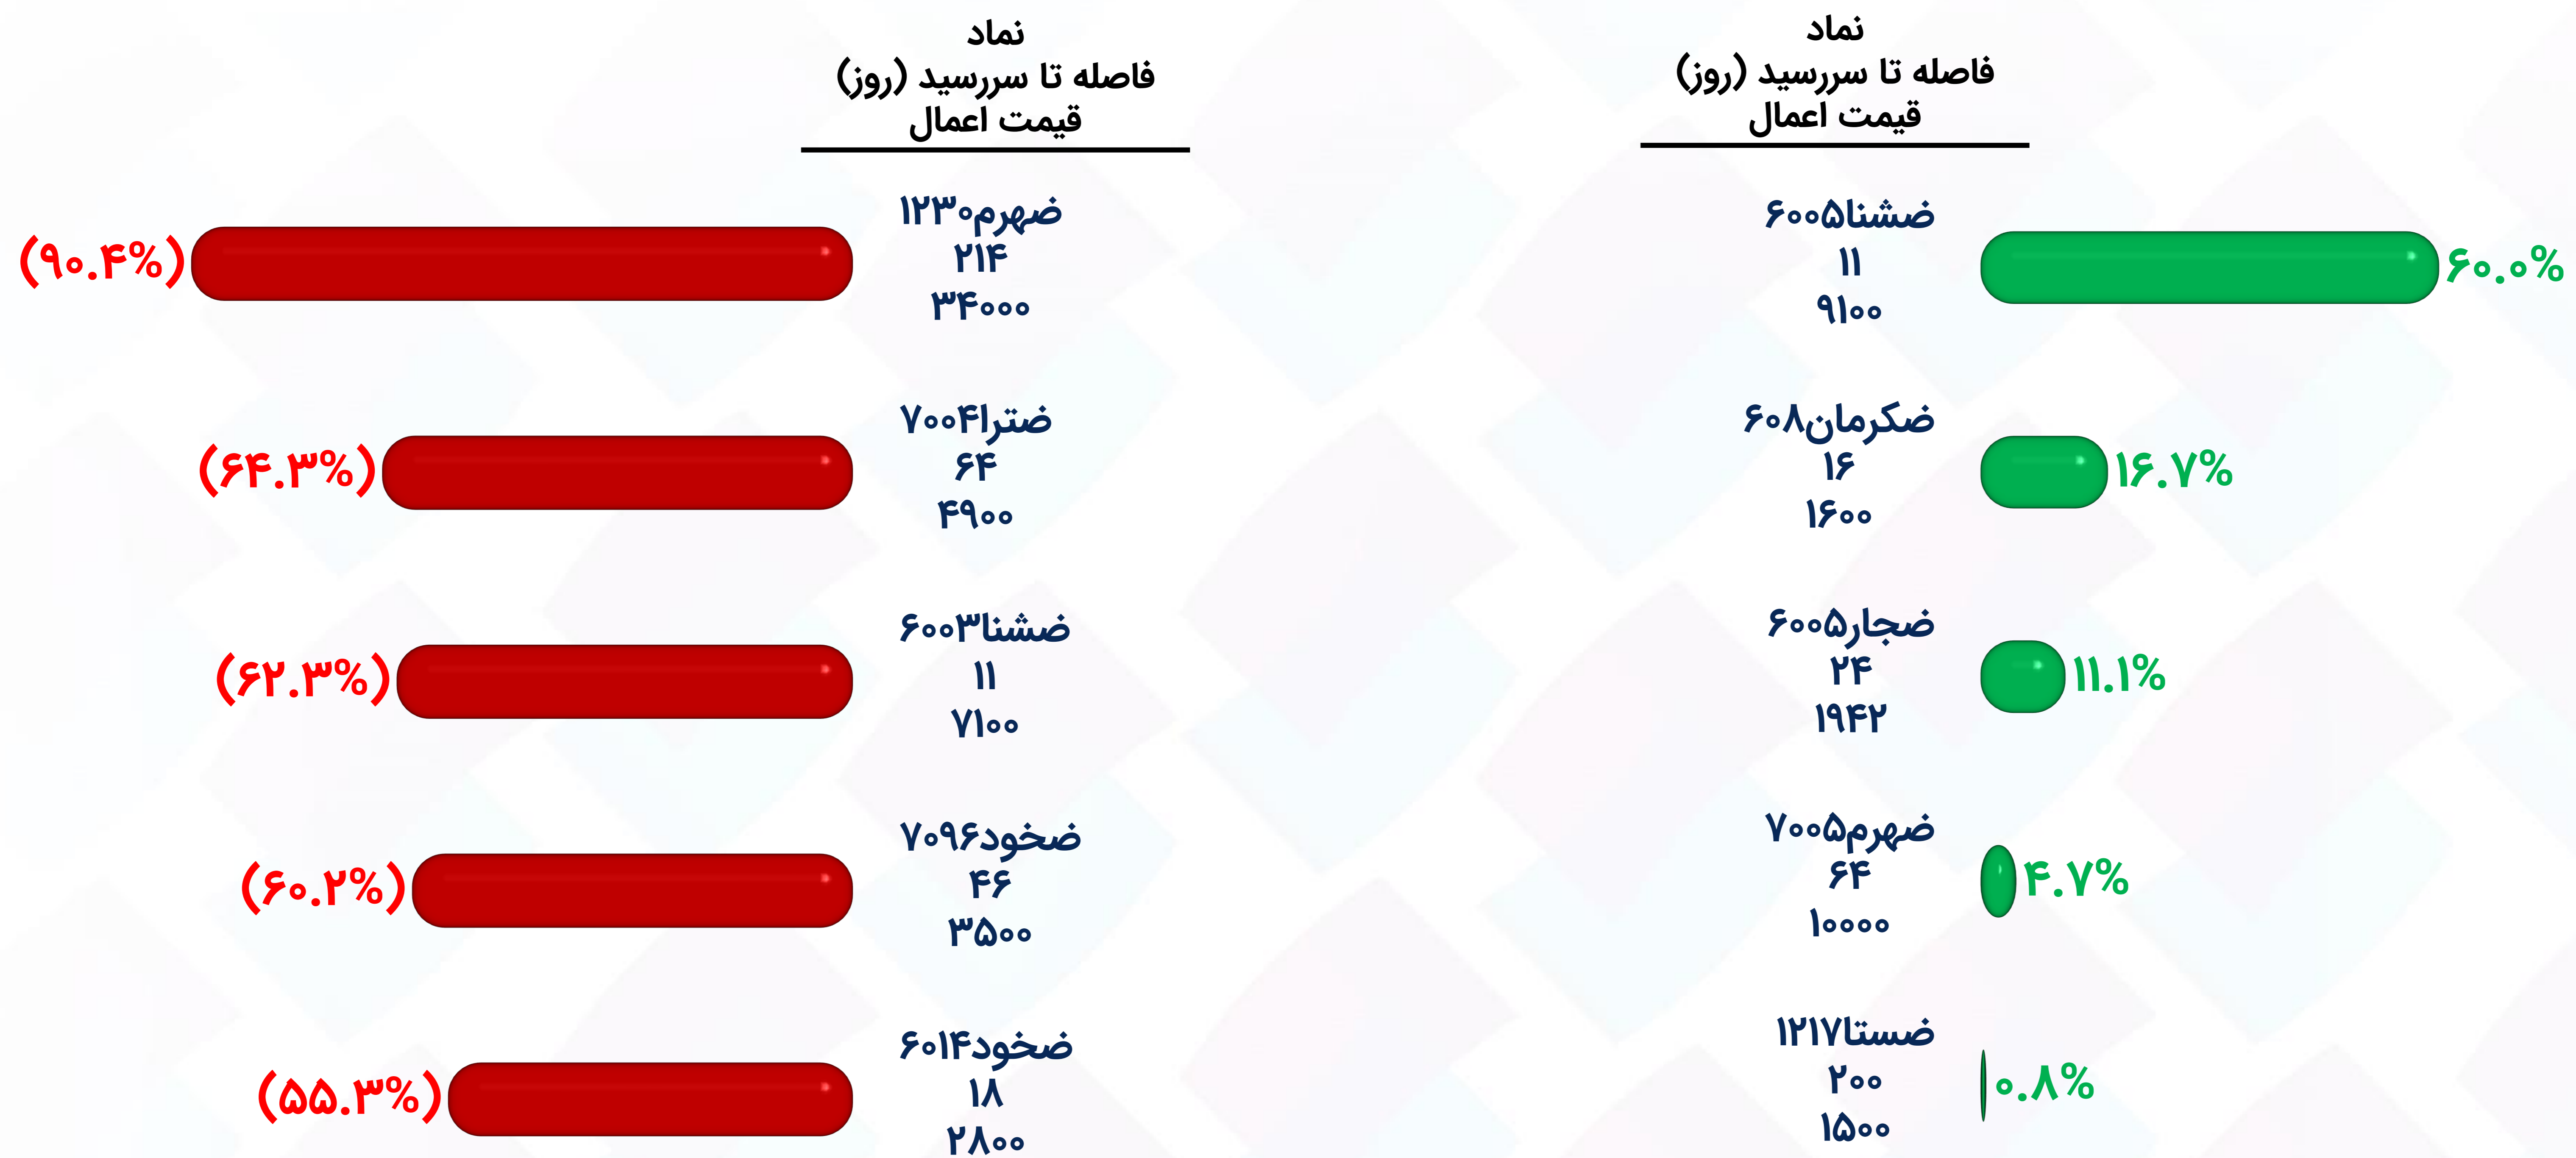 نماد
فاصله تا سررسید (روز)
قیمت اعمال
ضشنا۶۰۰۵
۱۱
۹۱۰۰
۶۰.۰%
ضکرمان۶۰۸
۱۶
۱۶۰۰
۱۶.۷%
ضجار۶۰۰۵
۲۴
۱۹۴۲
۱۱.۱%
ضهرم۷۰۰۵
۶۴
۱۰۰۰۰
۴.۷%
ضستا۱۲۱۷
۲۰۰
۱۵۰۰
۰.۸%
نماد
فاصله تا سررسید (روز)
قیمت اعمال
ضهرم۱۲۳۰
۲۱۴
۳۴۰۰۰
(۹۰.۴%)
ضترا۷۰۰۴
۶۴
۴۹۰۰
(۶۴.۳%)
ضشنا۶۰۰۳
۱۱
۷۱۰۰
(۶۲.۳%)
ضخود۷۰۹۶
۴۶
۳۵۰۰
(۶۰.۲%)
ضخود۶۰۱۴
۱۸
۲۸۰۰
(۵۵.۳%)